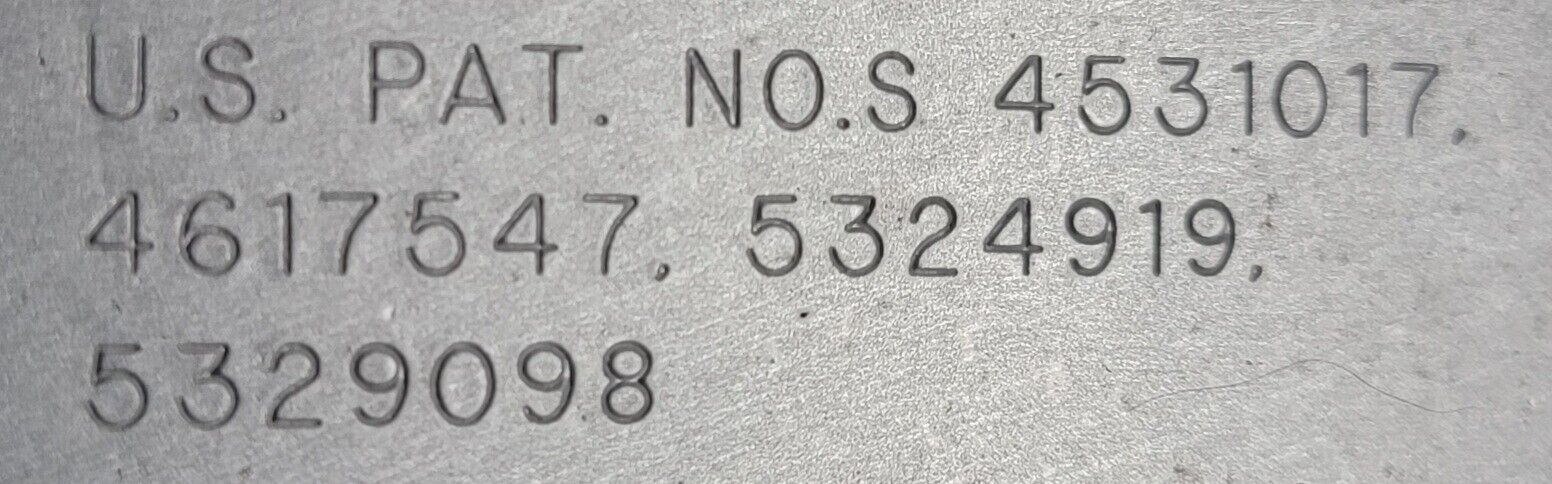 U.S. PAT. NO.S 4531017,
4617547, 5324919,
5329098